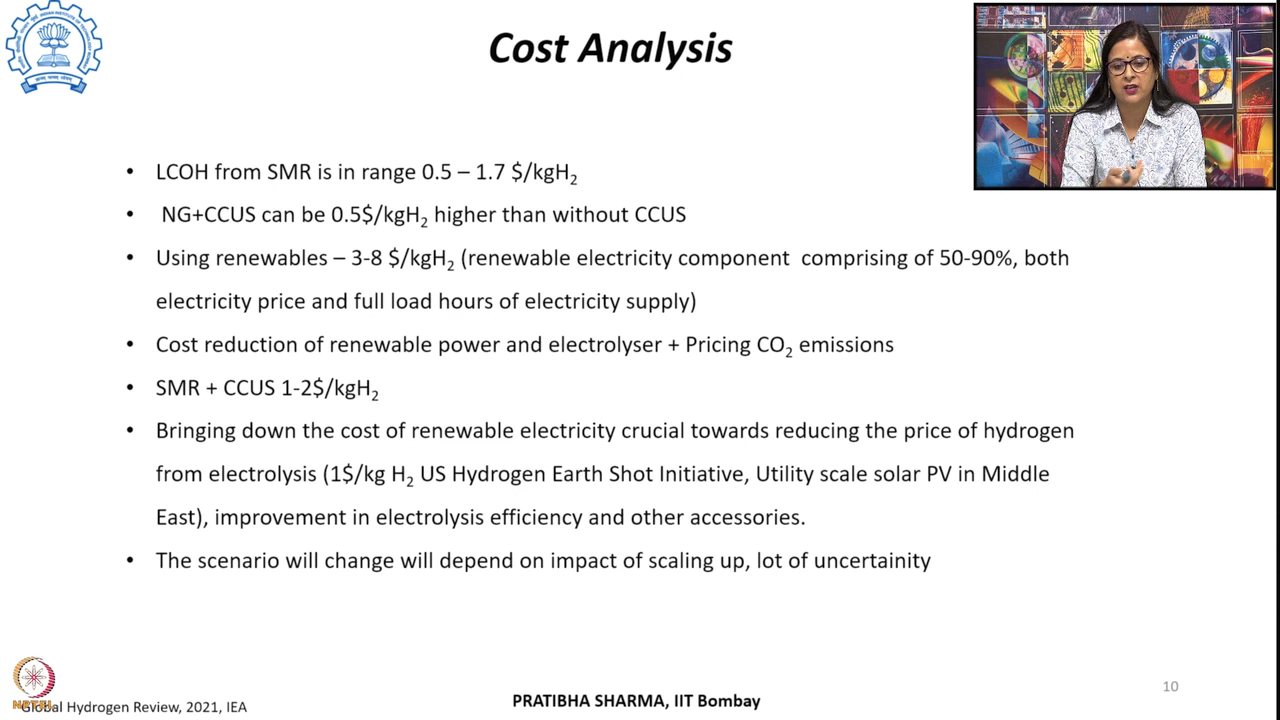 Cost Analysis
• LCOH from SMR is in range 0.5 – 1.7 $/kgH₂
• NG+CCUS can be 0.5$/kgH₂ higher than without CCUS
• Using renewables – 3-8 $/kgH₂ (renewable electricity component comprising of 50-90%, both
electricity price and full load hours of electricity supply)
• Cost reduction of renewable power and electrolyser + Pricing CO₂ emissions
• SMR + CCUS 1-2$/kgH₂
• Bringing down the cost of renewable electricity crucial towards reducing the price of hydrogen
from electrolysis (1$/kg H₂ US Hydrogen Earth Shot Initiative, Utility scale solar PV in Middle
East), improvement in electrolysis efficiency and other accessories.
• The scenario will change will depend on impact of scaling up, lot of uncertainity
10
NPTEL
Global Hydrogen Review, 2021, IEA
PRATIBHA SHARMA, IIT Bombay